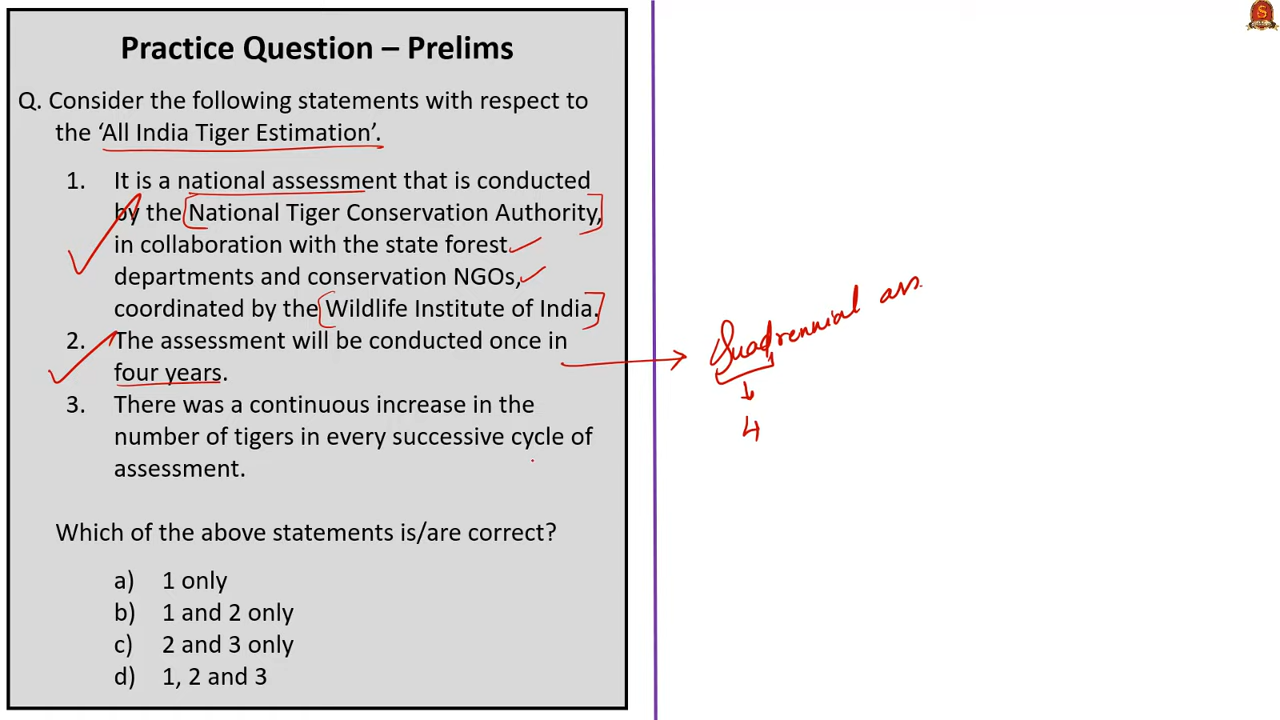 Practice Question – Prelims
Q. Consider the following statements with respect to
the ‘All India Tiger Estimation’.
1. It is a national assessment that is conducted
by the National Tiger Conservation Authority,
in collaboration with the state forest
departments and conservation NGOs,
coordinated by the Wildlife Institute of India.
2. The assessment will be conducted once in
four years.
3. There was a continuous increase in the
number of tigers in every successive cycle of
assessment.
Which of the above statements is/are correct?
a) 1 only
b) 1 and 2 only
c) 2 and 3 only
d) 1, 2 and 3
Quadrennial ass.
4